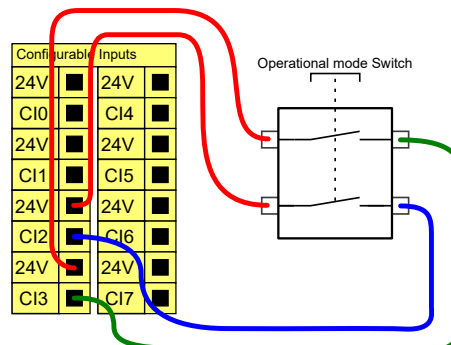 Configurable Inputs
24V 24V
CI0 CI4
24V 24V
CI1 CI5
24V 24V
CI2 CI6
24V 24V
CI3 CI7
Operational mode Switch